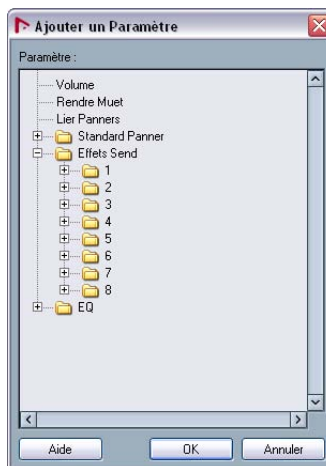 Ajouter un Paramètre
Paramètre :
Volume
Rendre Muet
Lier Panners
Standard Panner
Effets Send
1
2
3
4
5
6
7
8
EQ
Aide
OK
Annuler